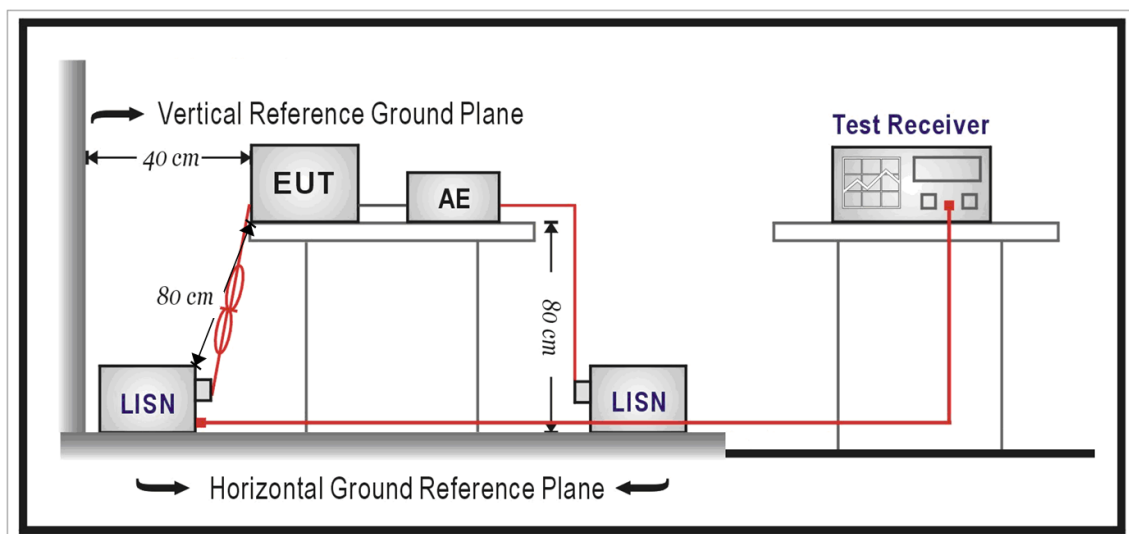 Vertical Reference Ground Plane
Test Receiver
40 cm
EUT
AE
80 cm
80 cm
LISN
LISN
Horizontal Ground Reference Plane